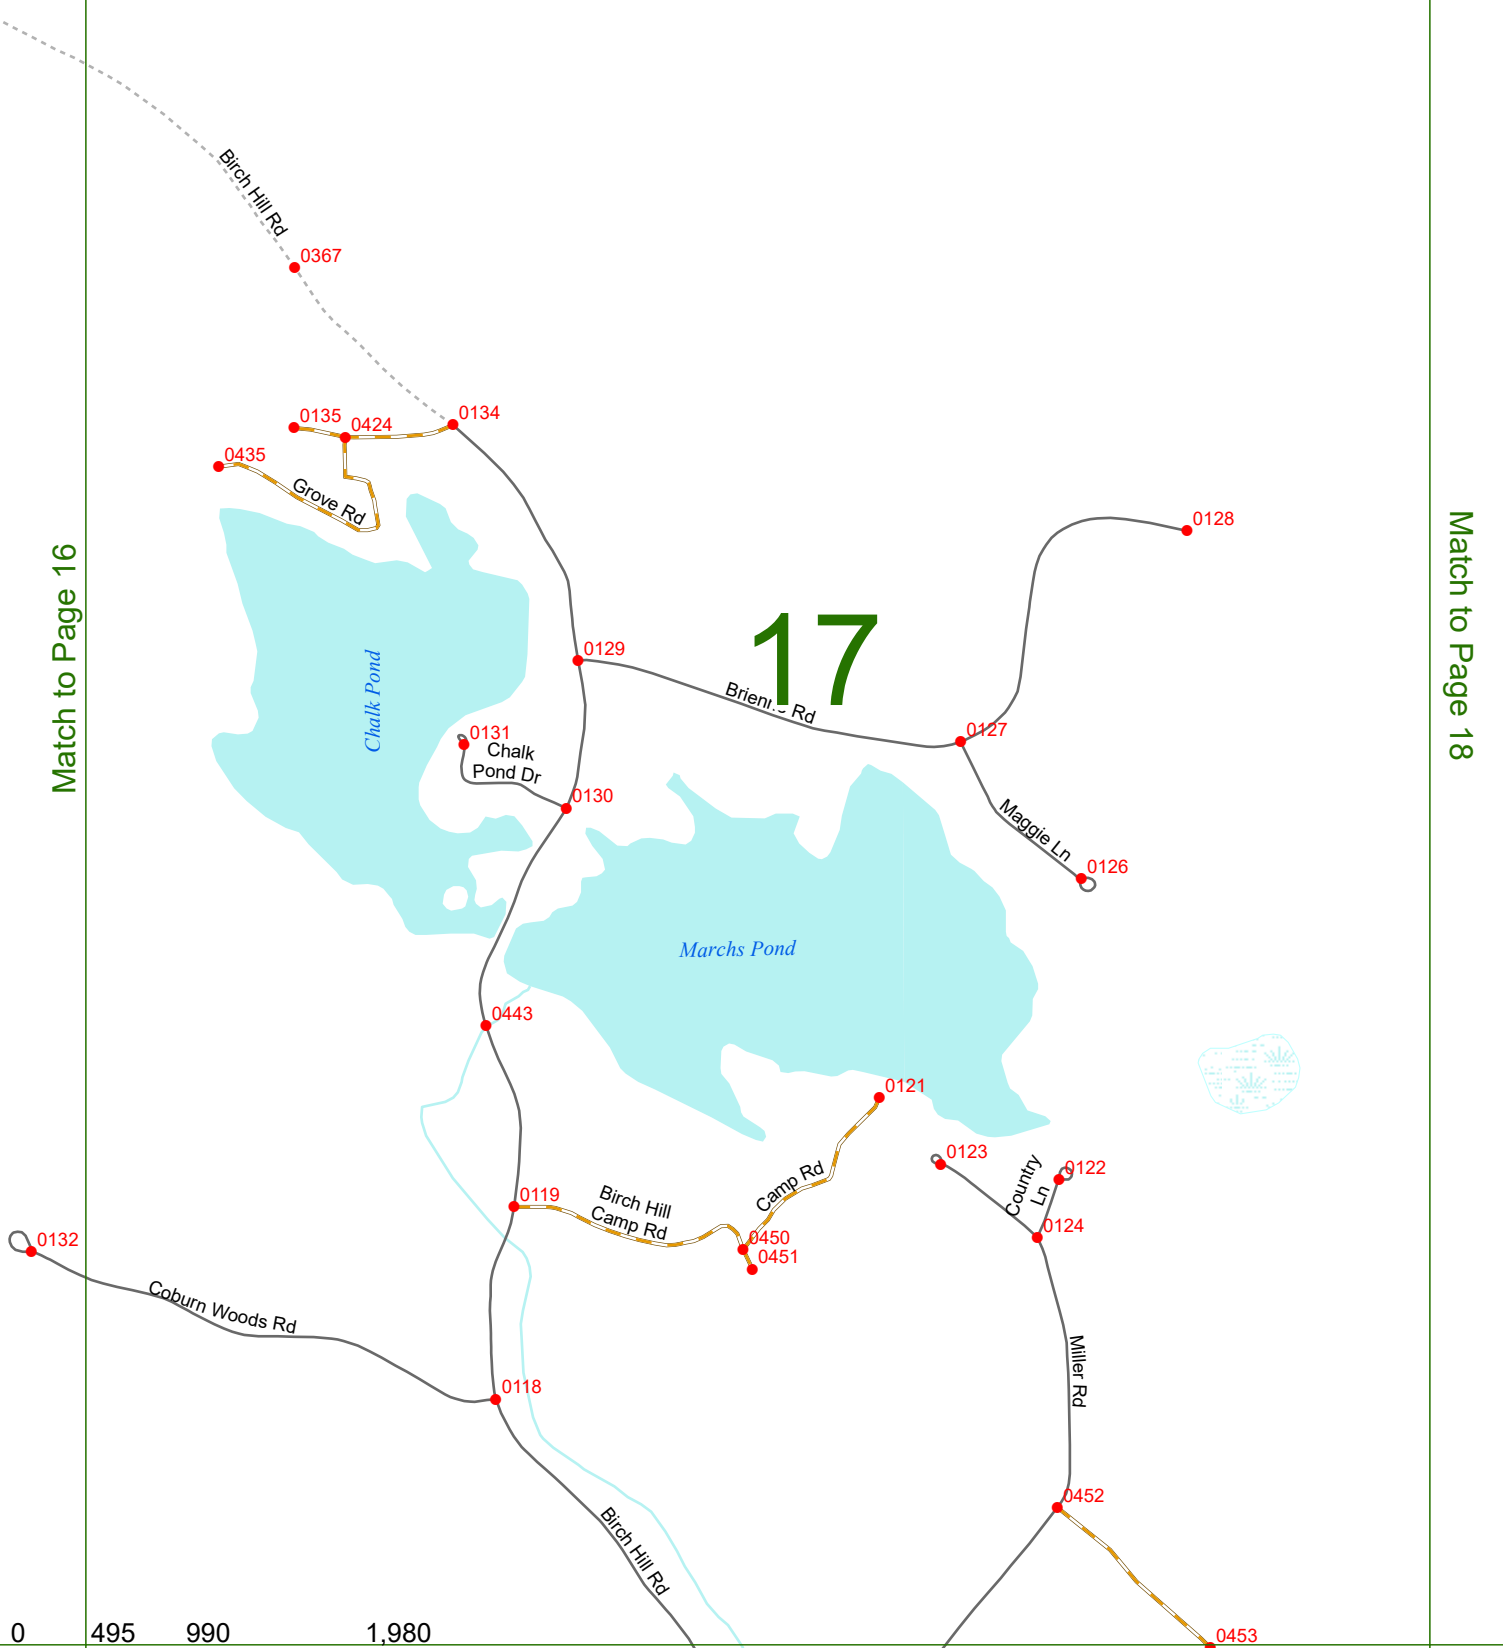 Birch Hill Rd
0367
0134
0135
0424
0435
Grove Rd
0128
Match to Page 16
Match to Page 18
17
0129
Chalk Pond
Rd
0131
Chalk
Pond Dr
0127
0130
Maggie Ln
0126
Marchs Pond
0443
0121
0123
Country
Ln
0122
Camp Rd
0119
Birch Hill
Camp Rd
0124
0450
0451
0132
Coburn Woods Rd
Miller Rd
0118
0452
Birch Hill Rd
0 495 990 1,980
0453